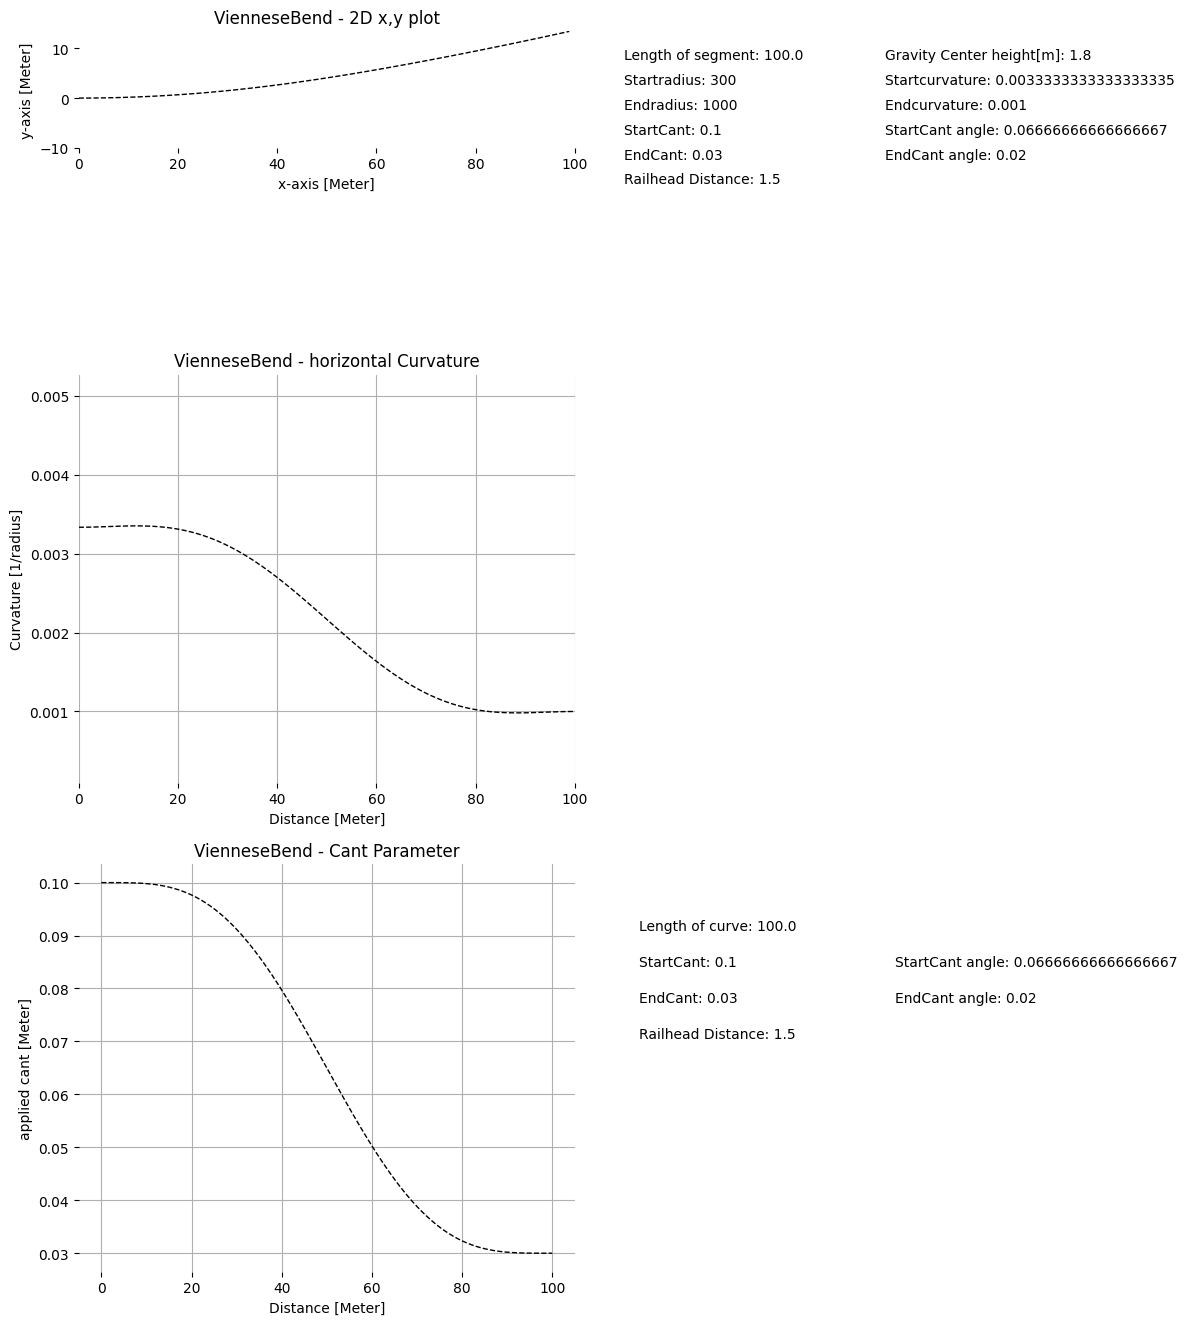 VienneseBend - 2D x,y plot
y-axis [Meter]
10
0
−10
0 20 40 60 80 100
x-axis [Meter]
Length of segment: 100.0 Gravity Center height[m]: 1.8
Startradius: 300 Startcurvature: 0.0033333333333333335
Endradius: 1000 Endcurvature: 0.001
StartCant: 0.1 StartCant angle: 0.06666666666666667
EndCant: 0.03 EndCant angle: 0.02
Railhead Distance: 1.5
VienneseBend - horizontal Curvature
Curvature [1/radius]
0.005
0.004
0.003
0.002
0.001
0 20 40 60 80 100
Distance [Meter]
VienneseBend - Cant Parameter
applied cant [Meter]
0.10
0.09
0.08
0.07
0.06
0.05
0.04
0.03
0 20 40 60 80 100
Distance [Meter]
Length of curve: 100.0
StartCant: 0.1 StartCant angle: 0.06666666666666667
EndCant: 0.03 EndCant angle: 0.02
Railhead Distance: 1.5